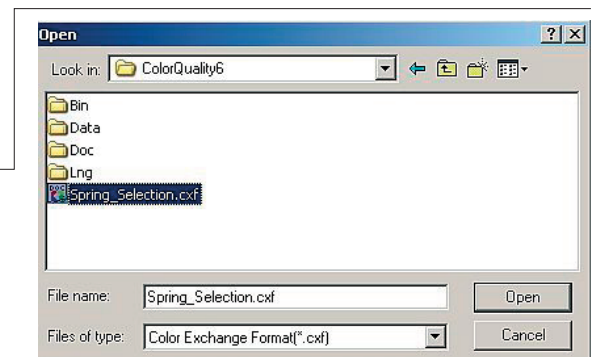 Open
Look in: ColorQuality6
Bin
Data
Doc
Lng
Spring_Selection.cxf
File name: Spring_Selection.cxf Open
Files of type: Color Exchange Format(*.cxf) Cancel